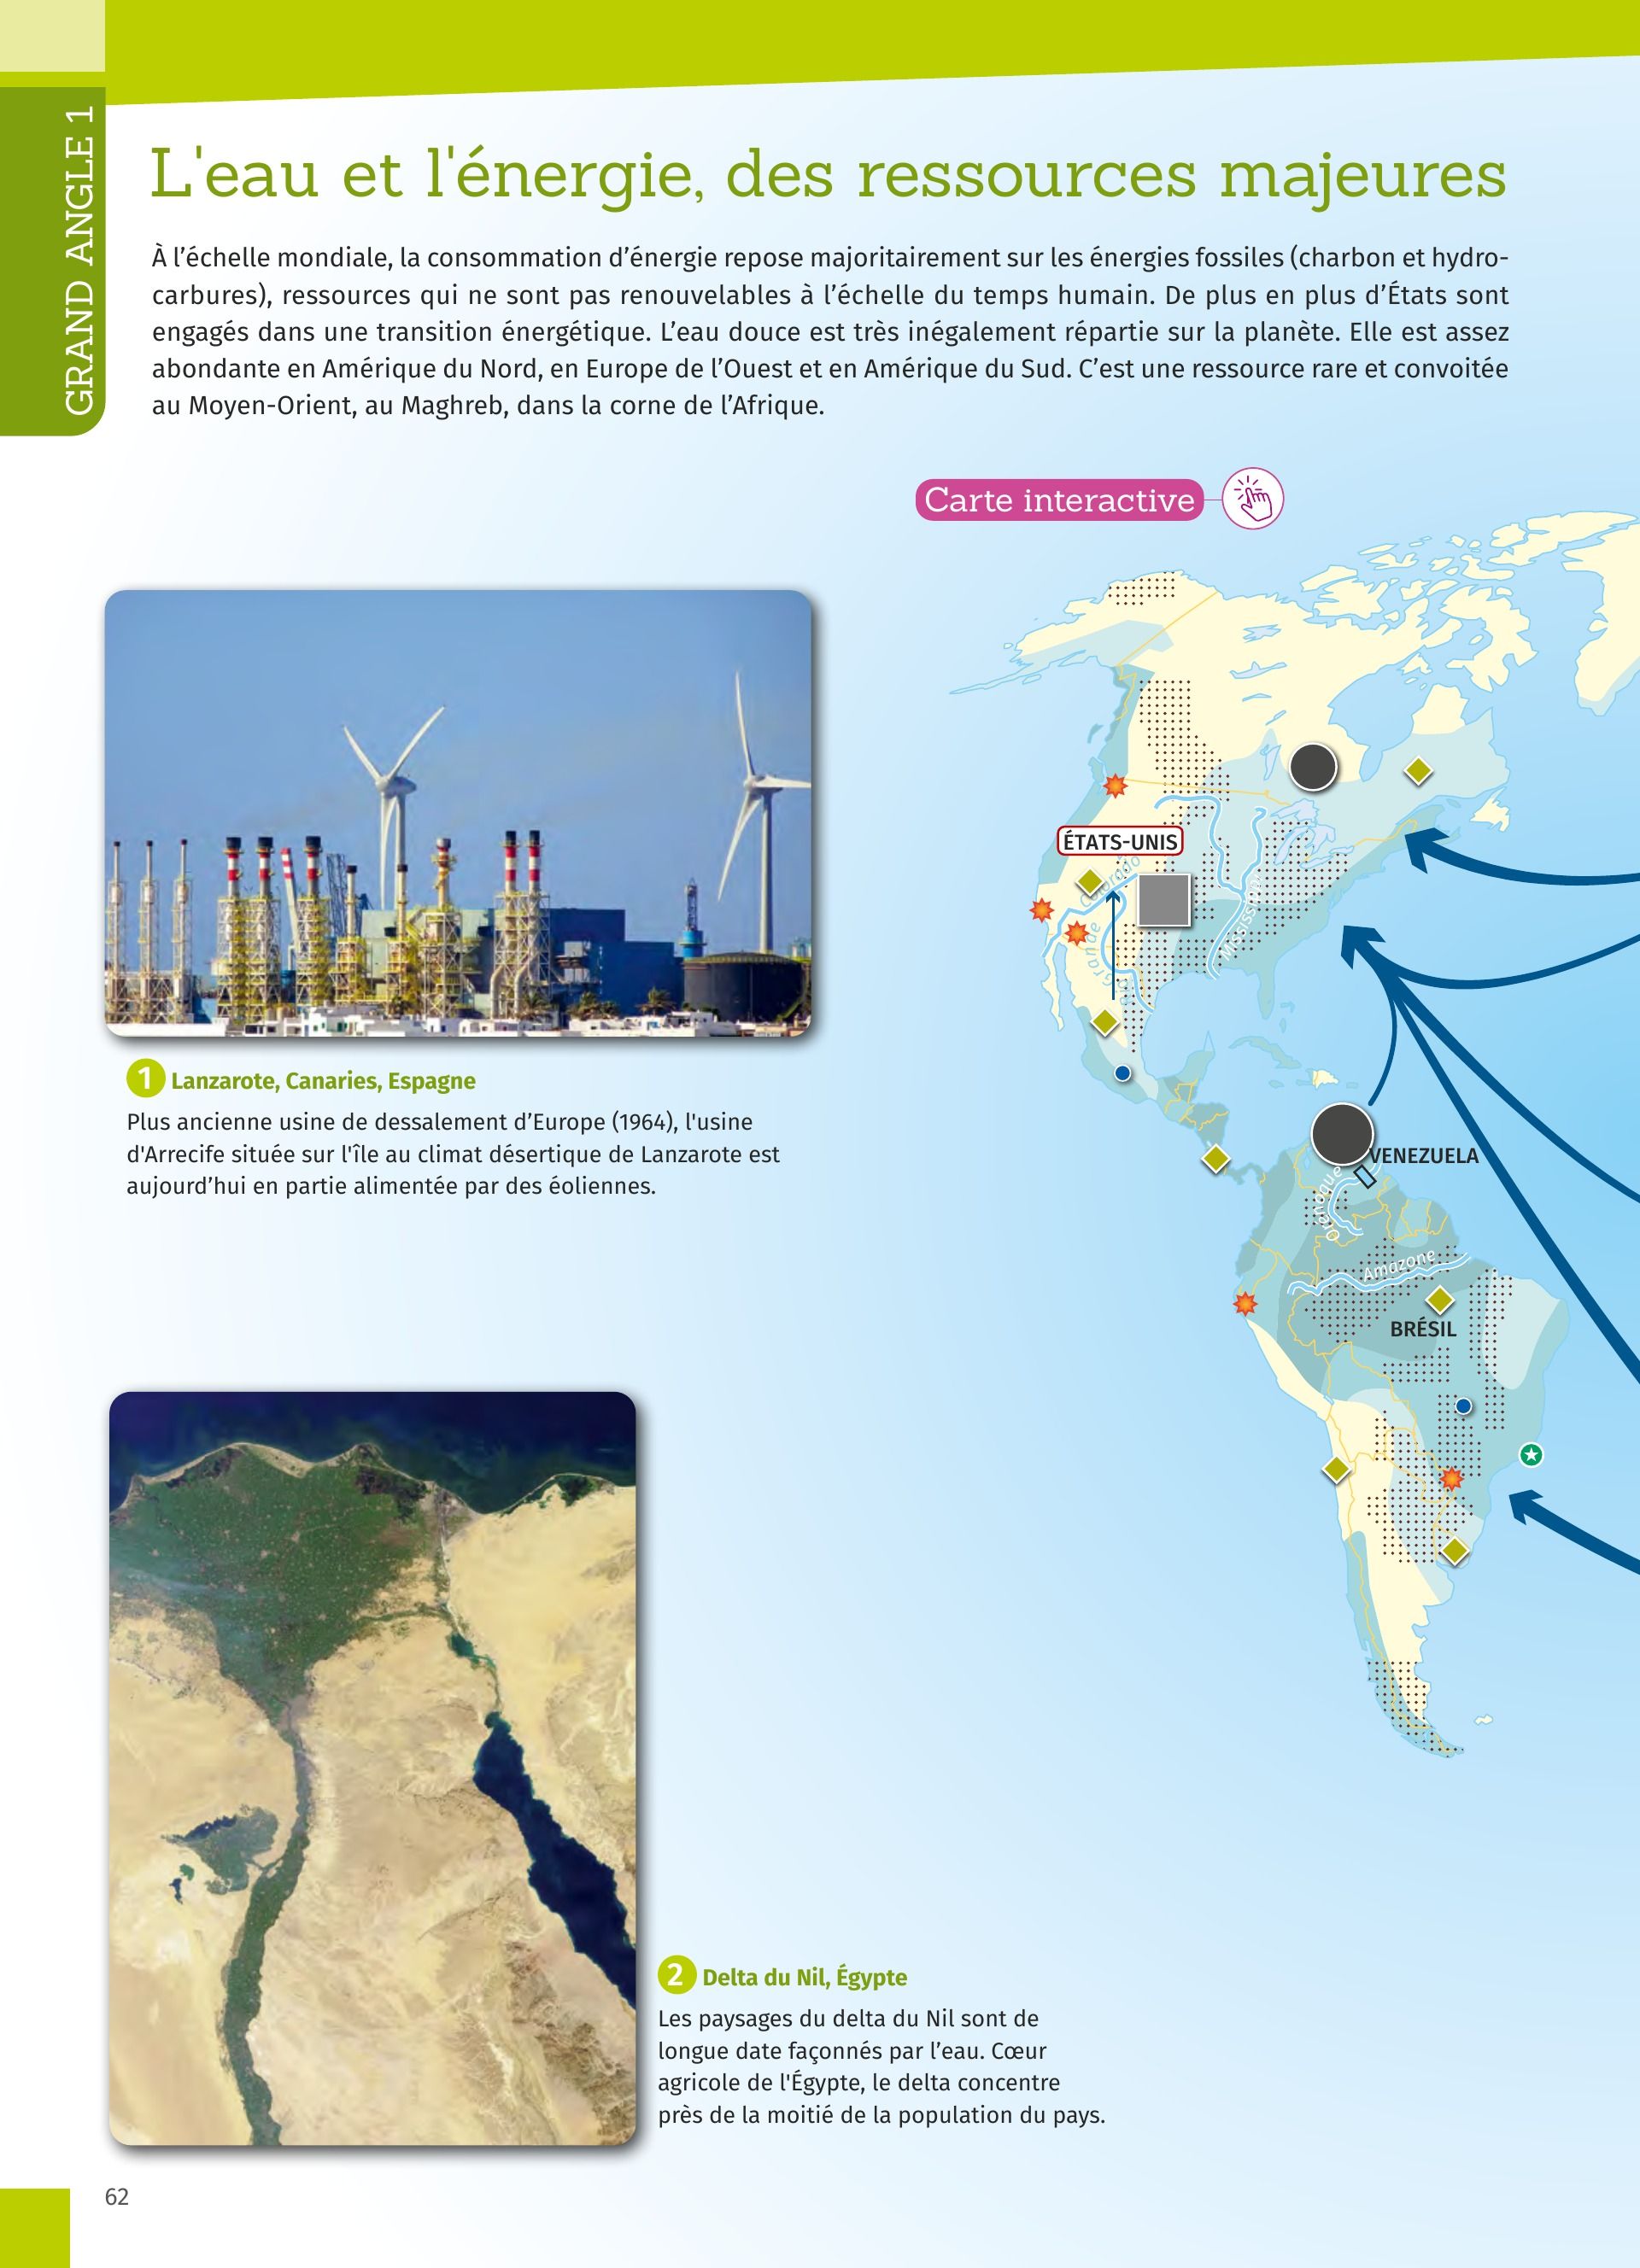 GRAND ANGLE 1
L'eau et l'énergie, des ressources majeures
À l’échelle mondiale, la consommation d’énergie repose majoritairement sur les énergies fossiles (charbon et hydro-
carbures), ressources qui ne sont pas renouvelables à l’échelle du temps humain. De plus en plus d’États sont
engagés dans une transition énergétique. L’eau douce est très inégalement répartie sur la planète. Elle est assez
abondante en Amérique du Nord, en Europe de l’Ouest et en Amérique du Sud. C’est une ressource rare et convoitée
au Moyen-Orient, au Maghreb, dans la corne de l’Afrique.
Carte interactive
ÉTATS-UNIS
Colorado
Mississippi
Rio Grande
VENEZUELA
Orénoque
Amazone
BRÉSIL
1 Lanzarote, Canaries, Espagne
Plus ancienne usine de dessalement d’Europe (1964), l'usine
d'Arrecife située sur l'île au climat désertique de Lanzarote est
aujourd’hui en partie alimentée par des éoliennes.
2 Delta du Nil, Égypte
Les paysages du delta du Nil sont de
longue date façonnés par l’eau. Cœur
agricole de l'Égypte, le delta concentre
près de la moitié de la population du pays.
62